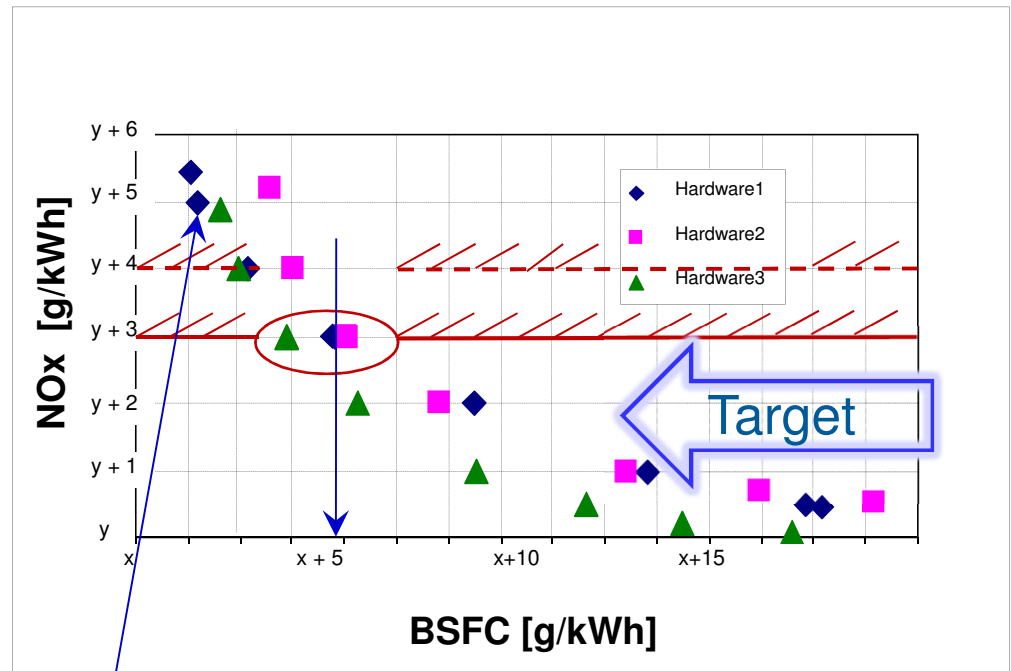 y + 6
y + 5
y + 4
y + 3
y + 2
y + 1
y
NOx [g/kWh]
Hardware1
Hardware2
Hardware3
Target
x
x + 5
x+10
x+15
BSFC [g/kWh]